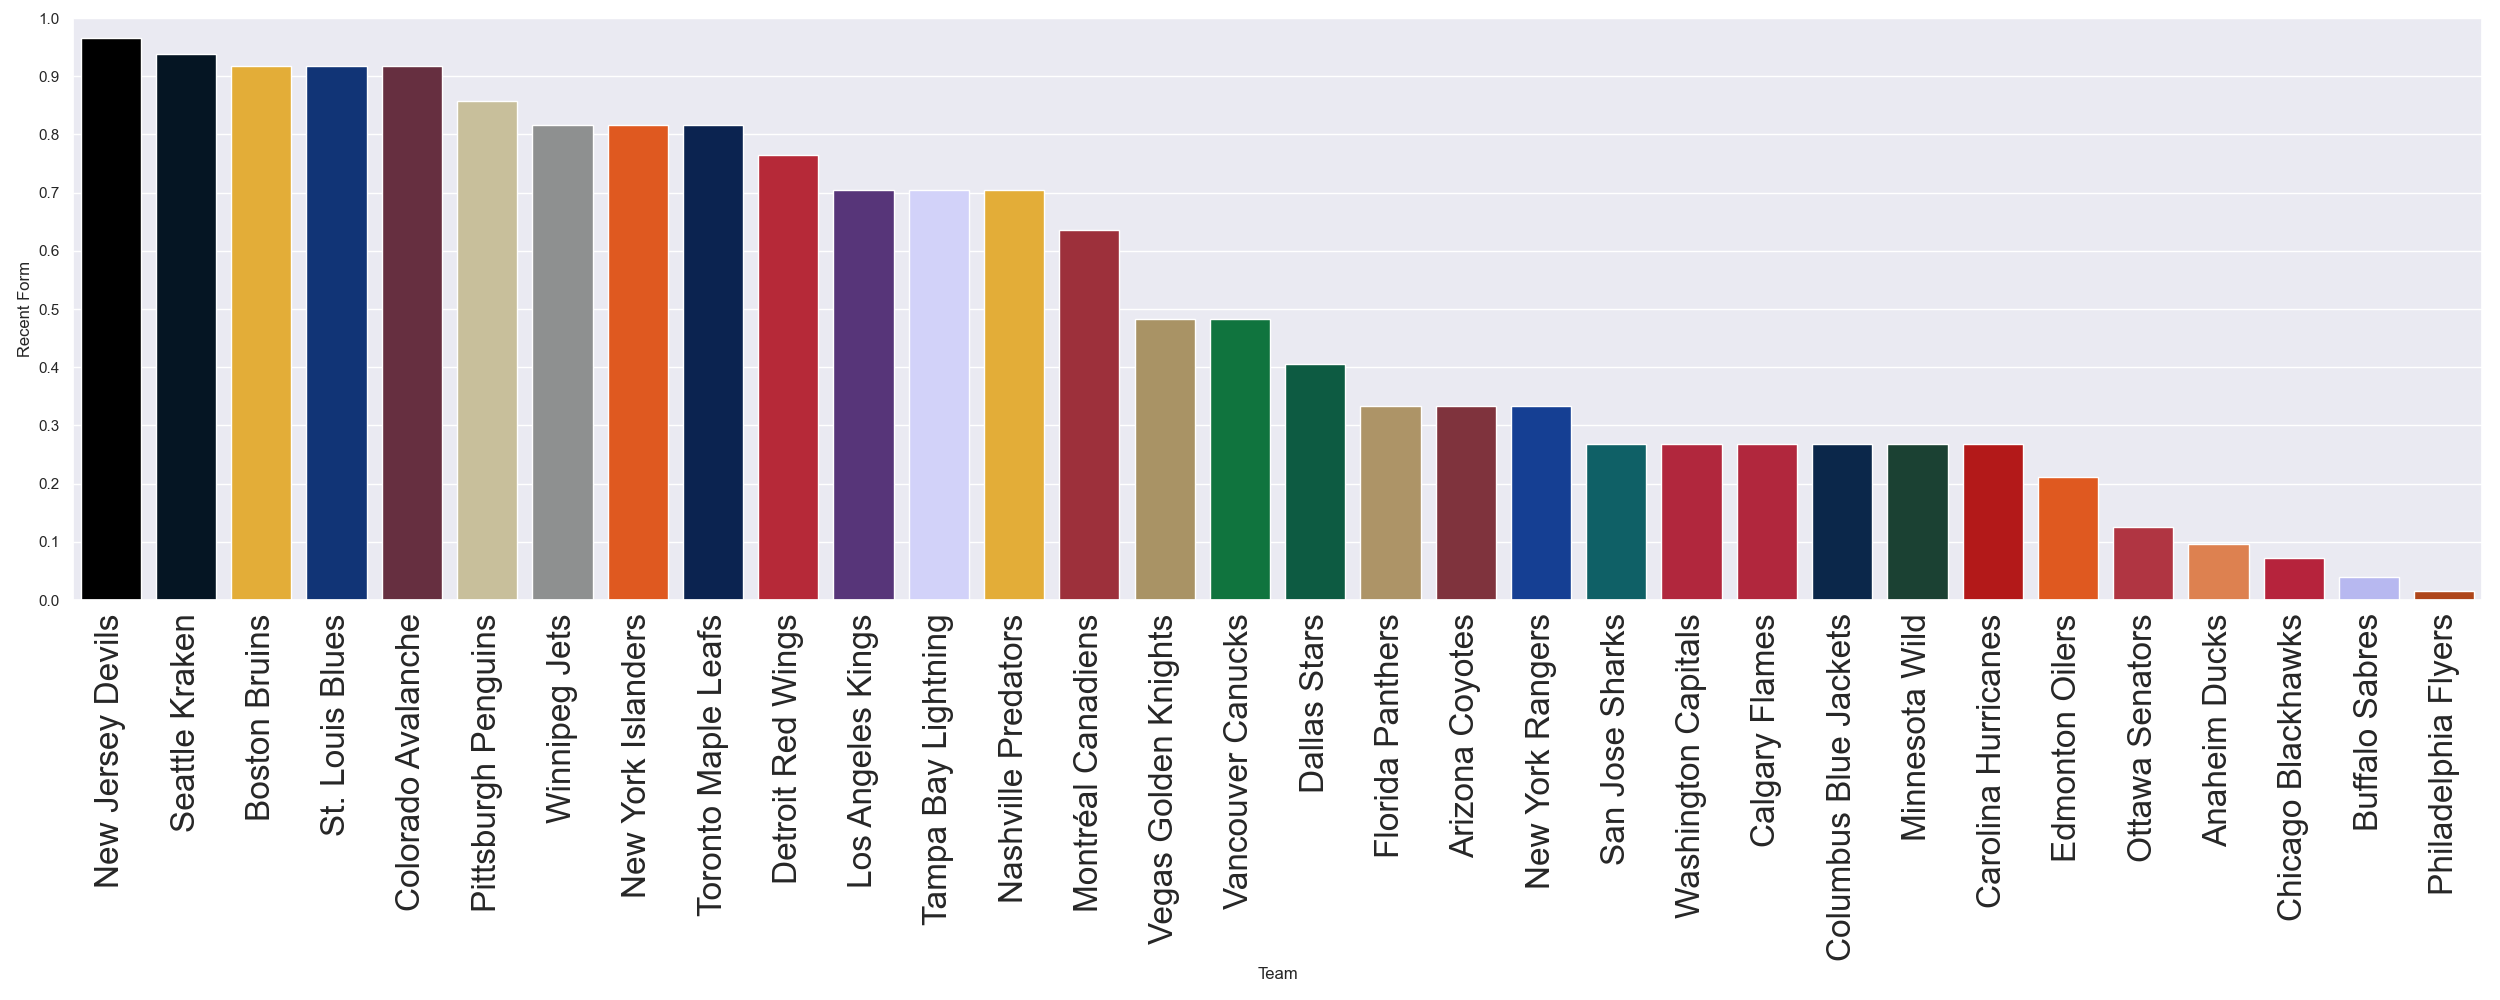 1.0
0.9
0.8
0.7
0.6
0.5
0.4
0.3
0.2
0.1
0.0
Recent Form
New Jersey Devils
Seattle Kraken
Boston Bruins
St. Louis Blues
Colorado Avalanche
Pittsburgh Penguins
Winnipeg Jets
New York Islanders
Toronto Maple Leafs
Detroit Red Wings
Los Angeles Kings
Tampa Bay Lightning
Nashville Predators
Montréal Canadiens
Vegas Golden Knights
Vancouver Canucks
Dallas Stars
Florida Panthers
Arizona Coyotes
New York Rangers
San Jose Sharks
Washington Capitals
Calgary Flames
Columbus Blue Jackets
Minnesota Wild
Carolina Hurricanes
Edmonton Oilers
Ottawa Senators
Anaheim Ducks
Chicago Blackhawks
Buffalo Sabres
Philadelphia Flyers
Team